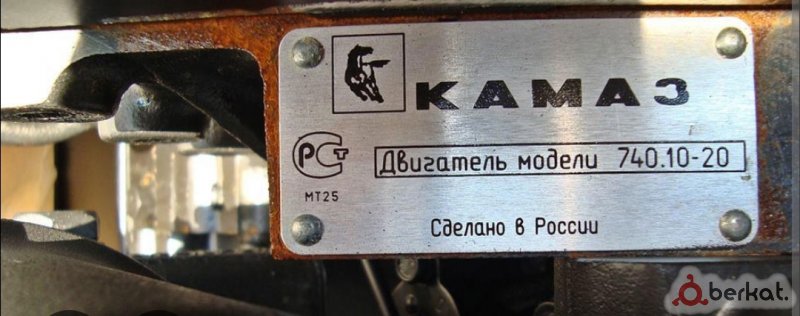 КАМАЗ
РСТ
Двигатель модели 740.10-20
МТ25
Сделано в России
berkat.